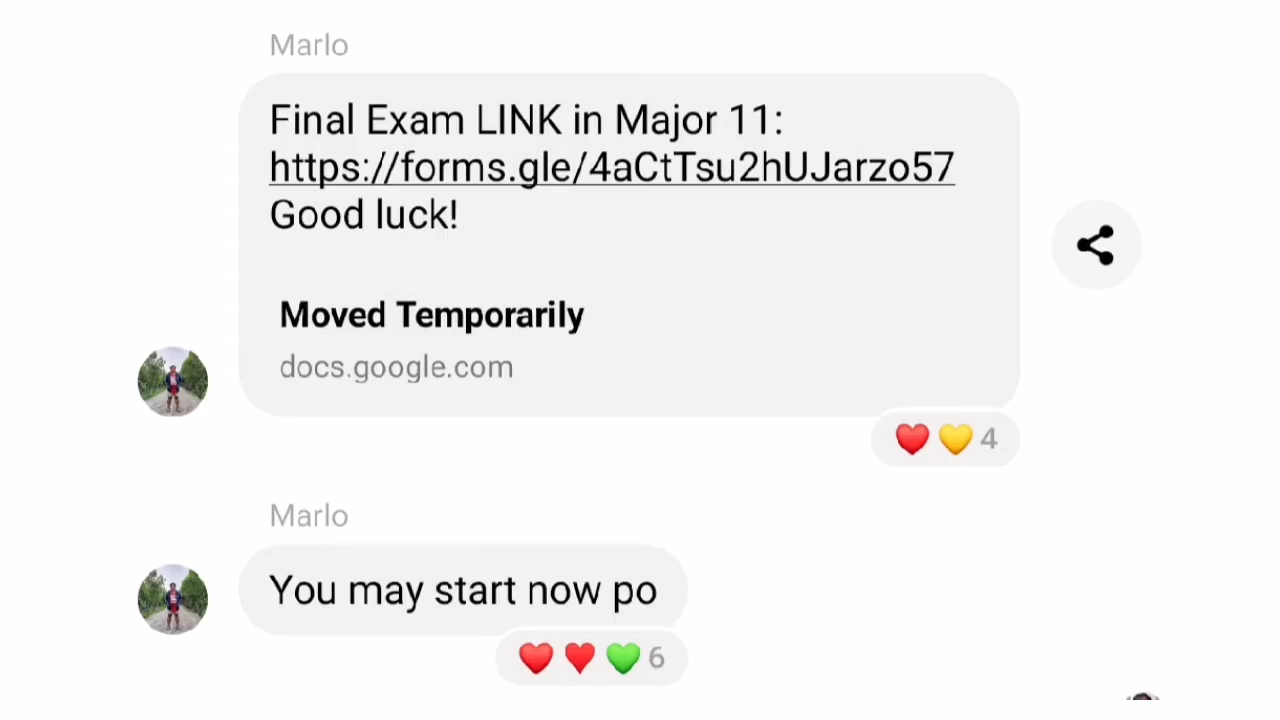 Marlo
Final Exam LINK in Major 11:
https://forms.gle/4aCtTsu2hUJarzo57
Good luck!
Moved Temporarily
docs.google.com
4
Marlo
You may start now po
6